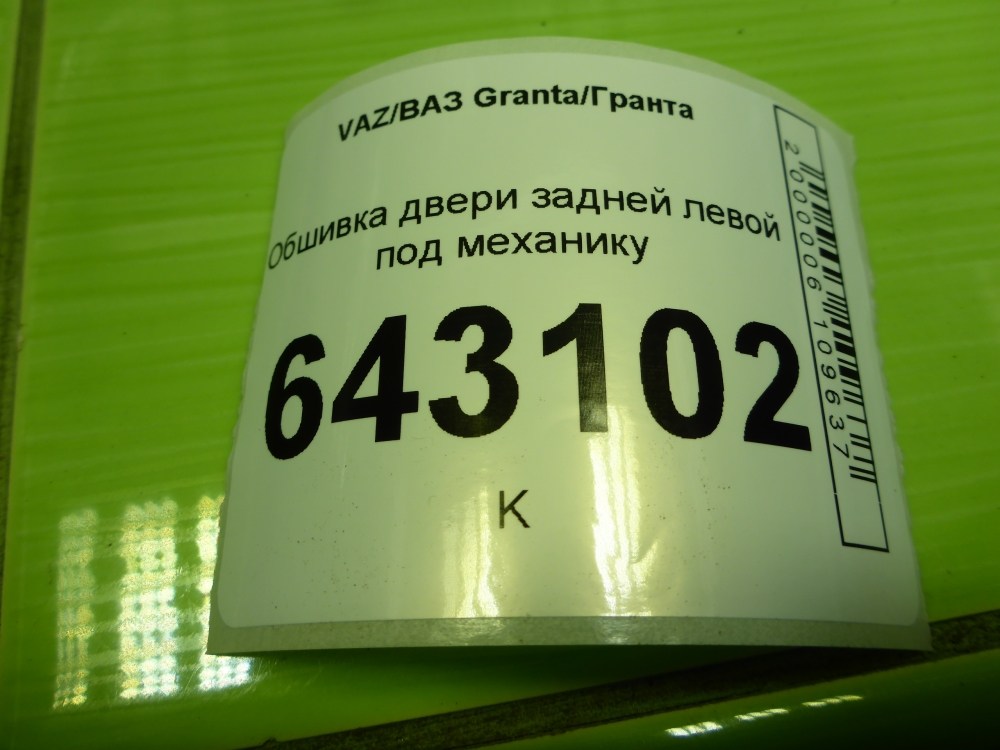 VAZ/ВАЗ Granta/Гранта
Обшивка двери задней левой
под механику
643102
К
2000006109637